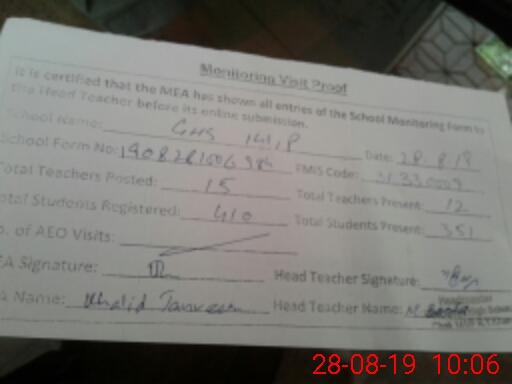 Monitoring Visit Proof
It is certified that the MEA has shown all entries of the School Monitoring Form to
the Head Teacher before its online submission.
School Name: GHS 141/P Date: 28.8.19
School Form No: EMIS Code:
Total Teachers Posted: 15 Total Teachers Present: 12
Total Students Registered: 410 Total Students Present: 351
No. of AEO Visits:
EA Signature: Head Teacher Signature:
A Name: Khalid Tanveer Head Teacher Name: M.
Headmaster
28-08-19 10:06